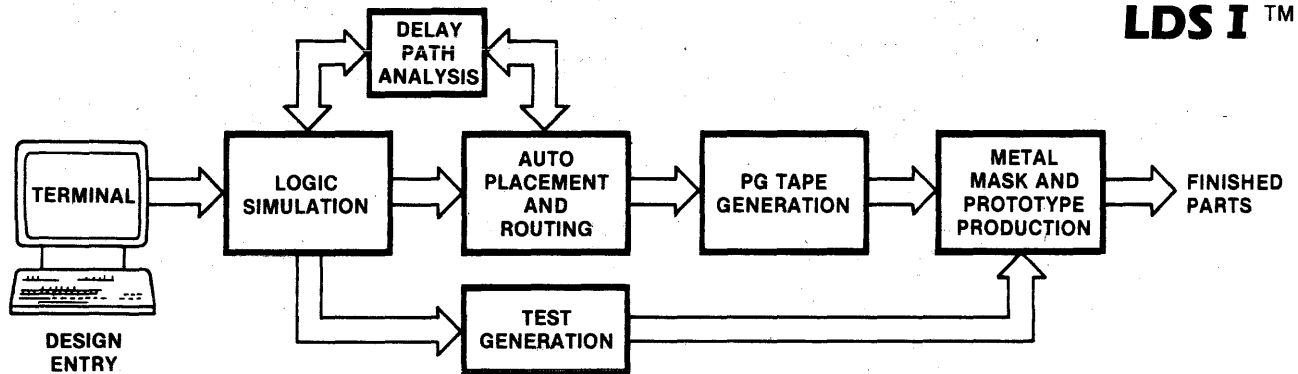 LDS I ™
DELAY
PATH
ANALYSIS
TERMINAL
LOGIC
SIMULATION
AUTO
PLACEMENT
AND
ROUTING
PG TAPE
GENERATION
METAL
MASK AND
PROTOTYPE
PRODUCTION
FINISHED
PARTS
TEST
GENERATION
DESIGN
ENTRY